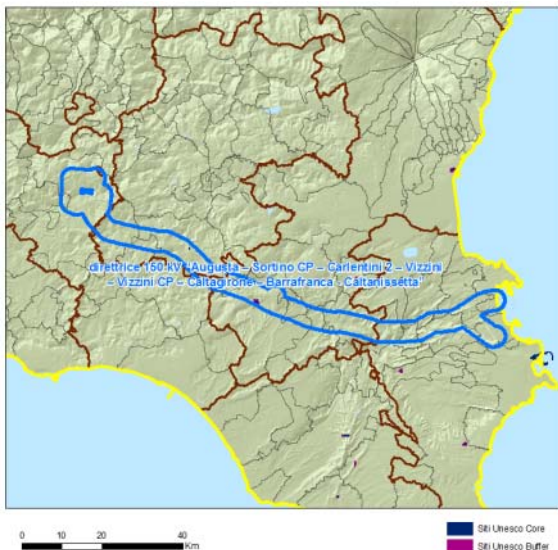 direttrice 150 kV "Augusta – Sortino CP – Carlentini 2 – Vizzini
– Vizzini CP – Caltagirone – Barrafranca – Caltanissetta"
0 10 20 40
Km
Siti Unesco Core
Siti Unesco Buffer